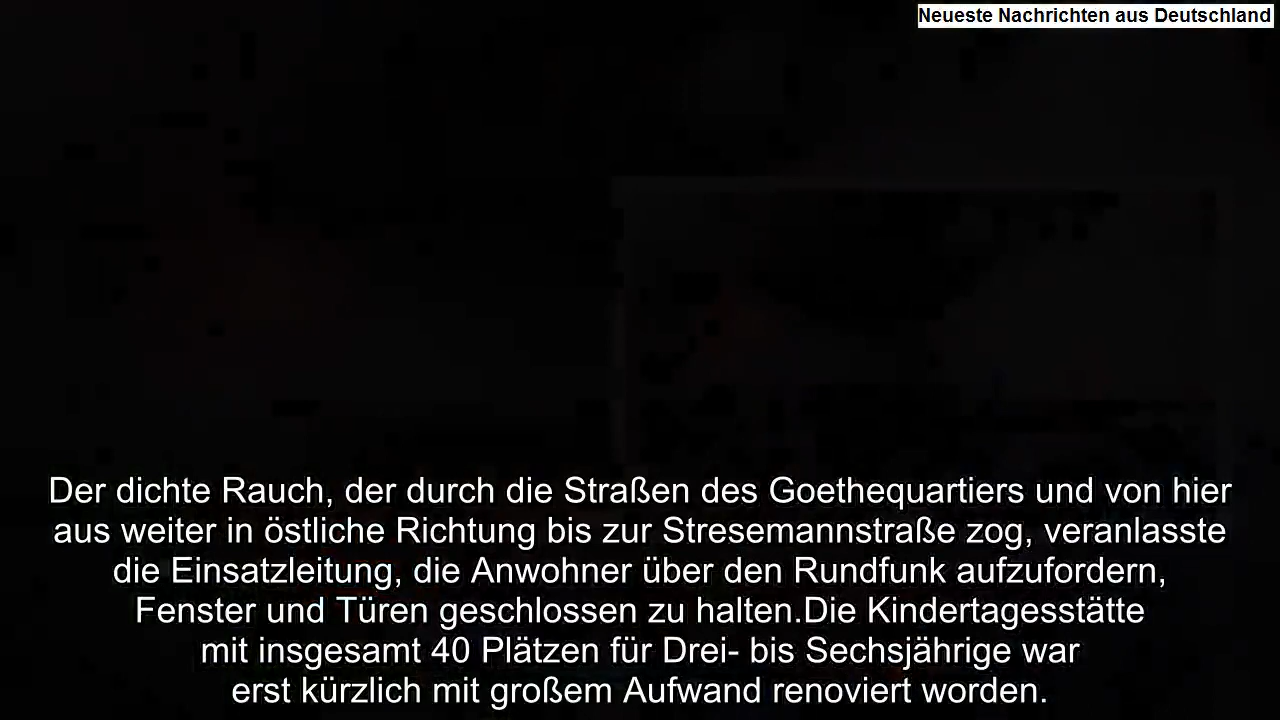 Neueste Nachrichten aus Deutschland
Der dichte Rauch, der durch die Straßen des Goethequartiers und von hier
aus weiter in östliche Richtung bis zur Stresemannstraße zog, veranlasste
die Einsatzleitung, die Anwohner über den Rundfunk aufzufordern,
Fenster und Türen geschlossen zu halten.Die Kindertagesstätte
mit insgesamt 40 Plätzen für Drei- bis Sechsjährige war
erst kürzlich mit großem Aufwand renoviert worden.